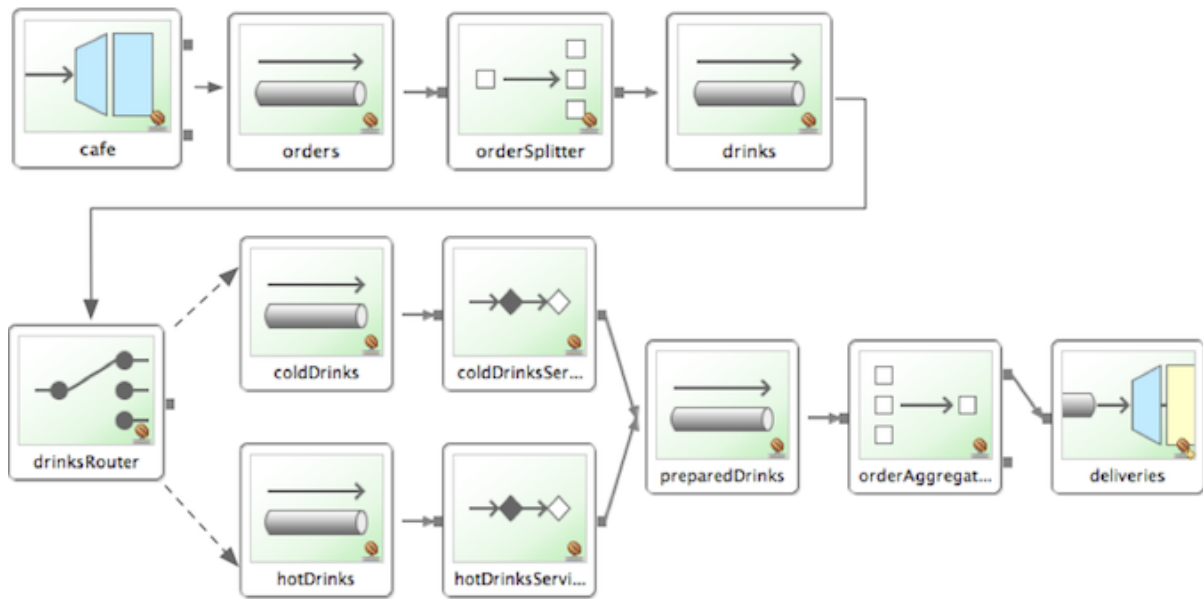 cafe
orders
orderSplitter
drinks
coldDrinks
coldDrinksSer...
drinksRouter
preparedDrinks
orderAggregat...
deliveries
hotDrinks
hotDrinksServi...